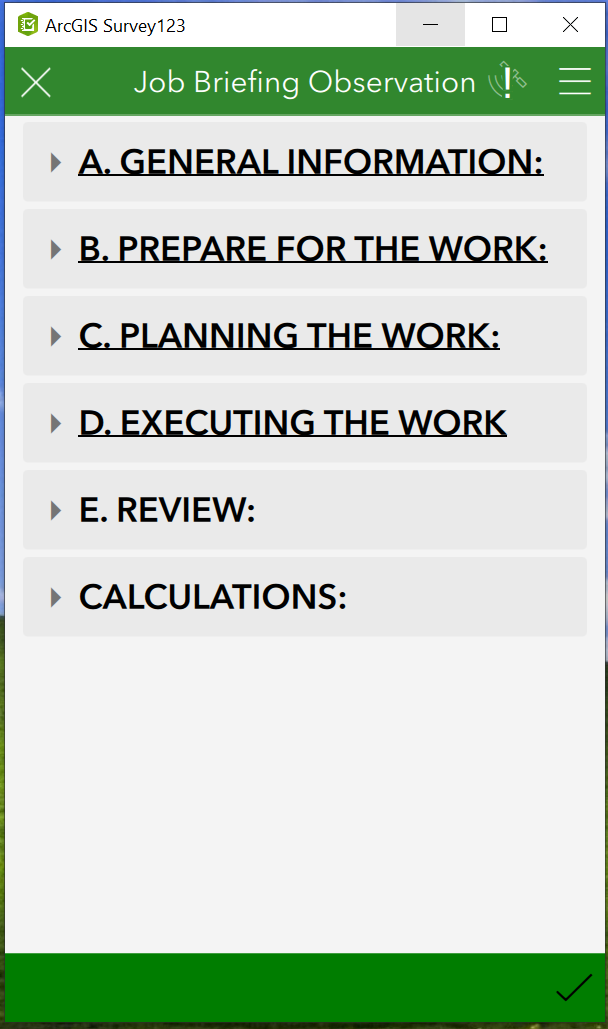 ArcGIS Survey123
Job Briefing Observation
A. GENERAL INFORMATION:
B. PREPARE FOR THE WORK:
C. PLANNING THE WORK:
D. EXECUTING THE WORK
E. REVIEW:
CALCULATIONS: